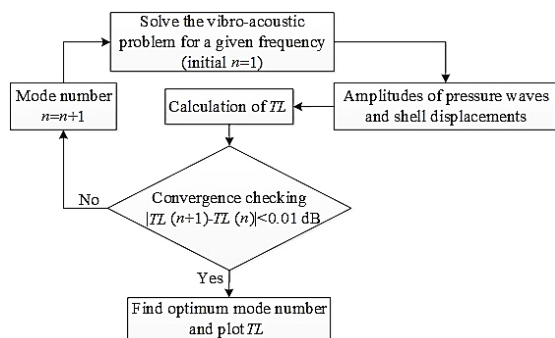 Solve the vibro-acoustic
problem for a given frequency
(initial n=1)
Mode number
n=n+1
Calculation of TL
Amplitudes of pressure waves
and shell displacements
No
Convergence checking
|TL (n+1)-TL (n)|<0.01 dB
Yes
Find optimum mode number
and plot TL